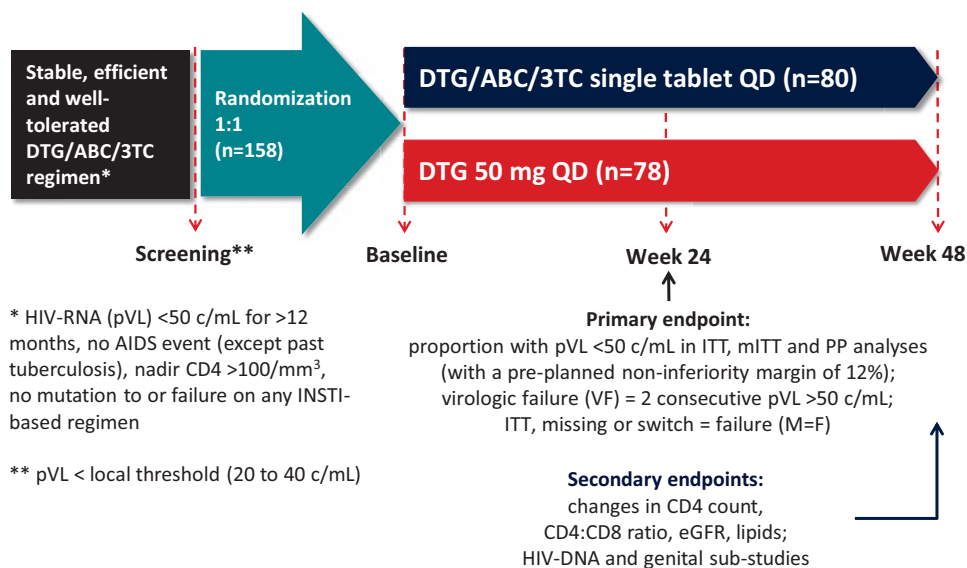 Stable, efficient
and well-
tolerated
DTG/ABC/3TC
regimen*
Randomization
1:1
(n=158)
DTG/ABC/3TC single tablet QD (n=80)
DTG 50 mg QD (n=78)
Screening**
Baseline
Week 24
Week 48
* HIV-RNA (pVL) <50 c/mL for >12
months, no AIDS event (except past
tuberculosis), nadir CD4 >100/mm³,
no mutation to or failure on any INSTI-
based regimen
** pVL < local threshold (20 to 40 c/mL)
Primary endpoint:
proportion with pVL <50 c/mL in ITT, mITT and PP analyses
(with a pre-planned non-inferiority margin of 12%);
virologic failure (VF) = 2 consecutive pVL >50 c/mL;
ITT, missing or switch = failure (M=F)
Secondary endpoints:
changes in CD4 count,
CD4:CD8 ratio, eGFR, lipids;
HIV-DNA and genital sub-studies